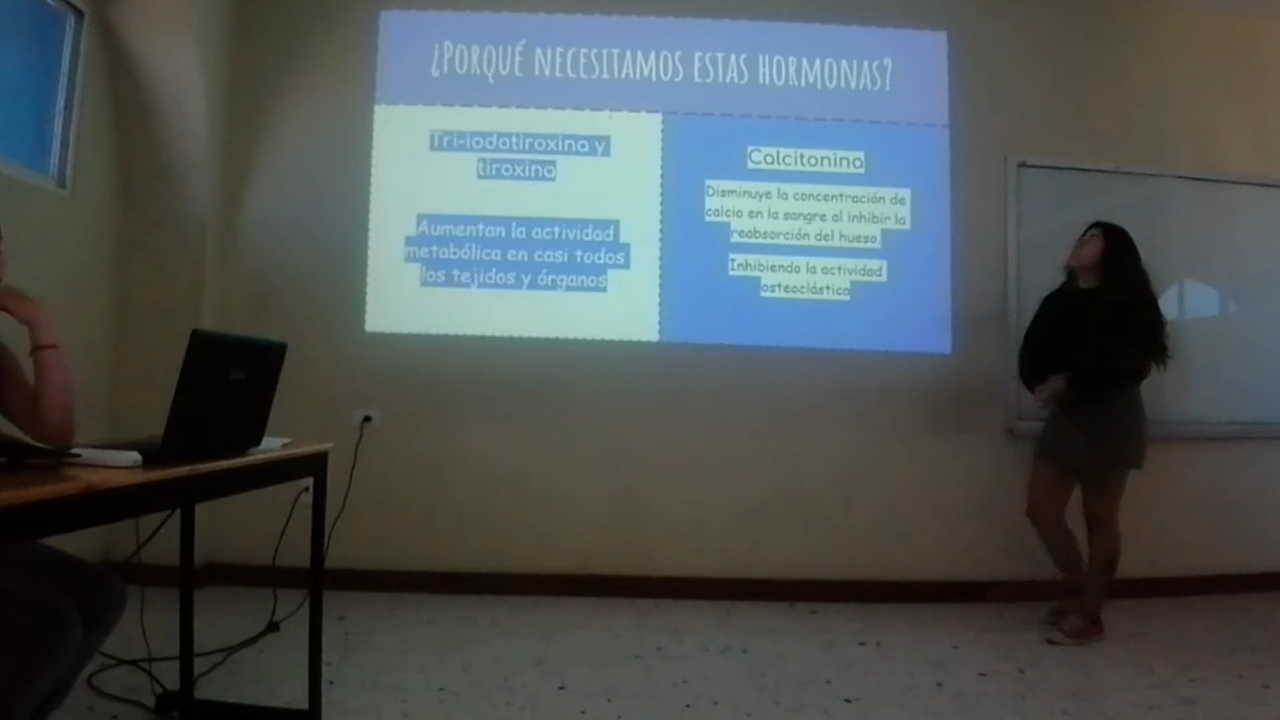 ¿PORQUÉ NECESITAMOS ESTAS HORMONAS?
Tri-iodotiroxina y
tiroxina
Aumentan la actividad
metabólica en casi todos
los tejidos y órganos
Calcitonina
Disminuye la concentración de
calcio en la sangre al inhibir la
reabsorción del hueso.
Inhibiendo la actividad
osteoclástica